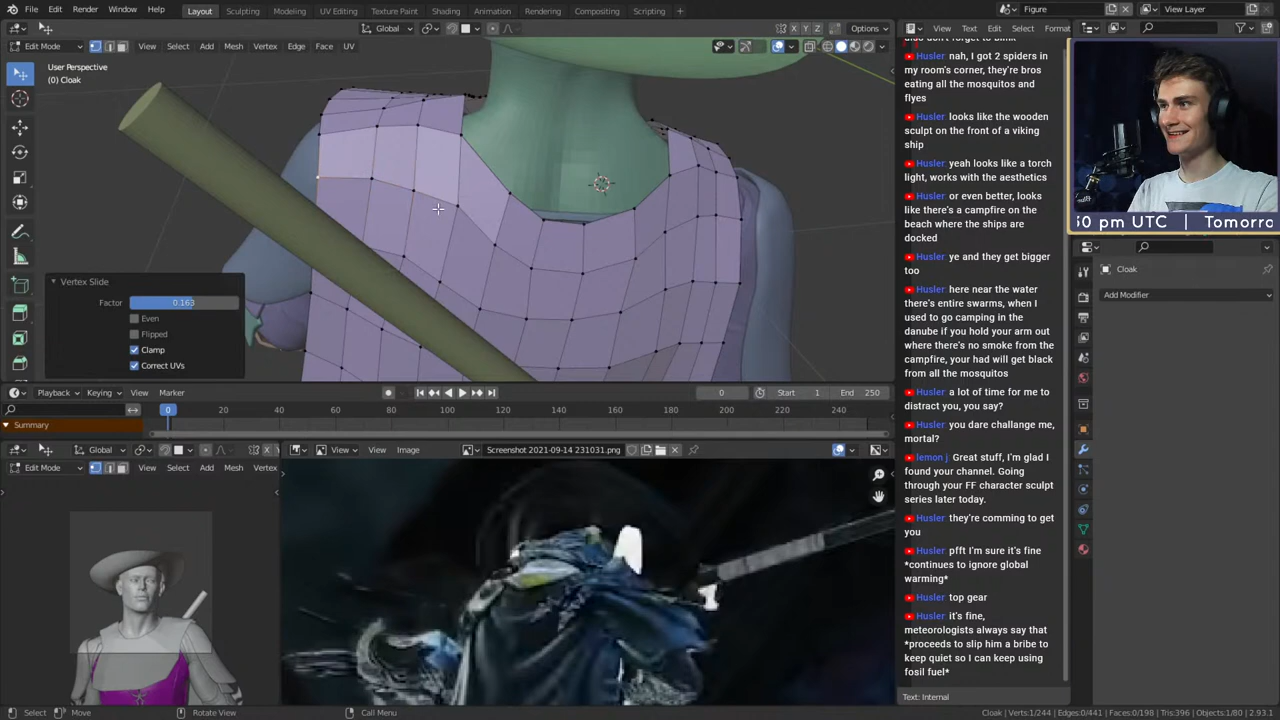 File Edit Render Window Help Layout Sculpting Modeling UV Editing Texture Paint Shading Animation Rendering Compositing Scripting + Figure View Layer
Global Options View Text Edit Select Format
Edit Mode View Select Add Mesh Vertex Edge Face UV
User Perspective
(0) Cloak
also don't forget to blink
Husler nah, I got 2 spiders in
my room's corner, they're bros
eating all the mosquitos and
flyes
Husler looks like the wooden
sculpt on the front of a viking
ship
Husler yeah looks like a torch
light, works with the aesthetics
Husler or even better, looks
like there's a campfire on the
beach where the ships are
docked
Husler ye and they get bigger
too
Husler here near the water
there's entire swarms, when I
used to go camping in the
danube if you hold your arm out
where there's no smoke from the
campfire, your had will get black
from all the mosquitos
Husler a lot of time for me to
distract you, you say?
Husler you dare challange me,
mortal?
lemon j Great stuff, I'm glad I
found your channel. Going
through your FF character sculpt
series later today.
Husler they're comming to get
you
Husler pfft I'm sure it's fine
*continues to ignore global
warming*
Husler top gear
Husler it's fine,
meteorologists always say that
*proceeds to slip him a bribe to
keep quiet so I can keep using
fosil fuel*
Text: Internal
50 pm UTC | Tomorro
Cloak
Add Modifier
Vertex Slide
Factor 0.163
Even
Flipped
Clamp
Correct UVs
Playback Keying View Marker 0 Start 1 End 250
0 20 40 60 80 100 120 140 160 180 200 220 240
Summary
Global View View Image Screenshot 2021-09-14 231031.png
Edit Mode View Select Add Mesh Vertex
Select Move Rotate View Call Menu Cloak | Verts:1/244 | Edges:0/441 | Faces:0/198 | Tris:396 | Objects:1/80 | 2.93.1